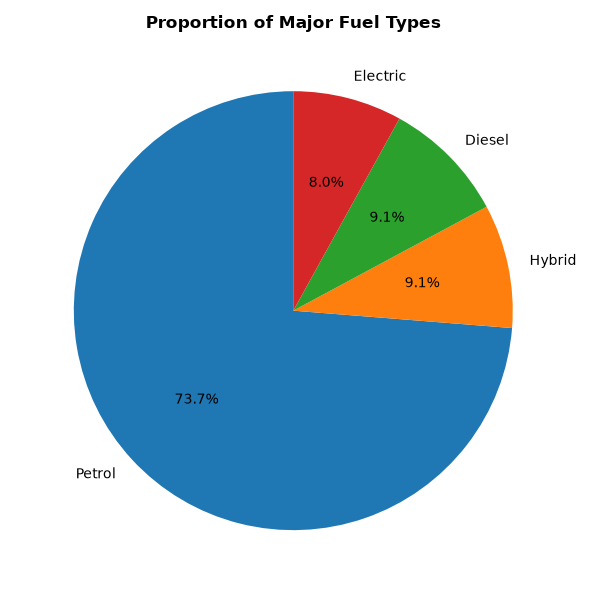 Proportion of Major Fuel Types
Electric
Diesel
8.0%
9.1%
Hybrid
9.1%
73.7%
Petrol